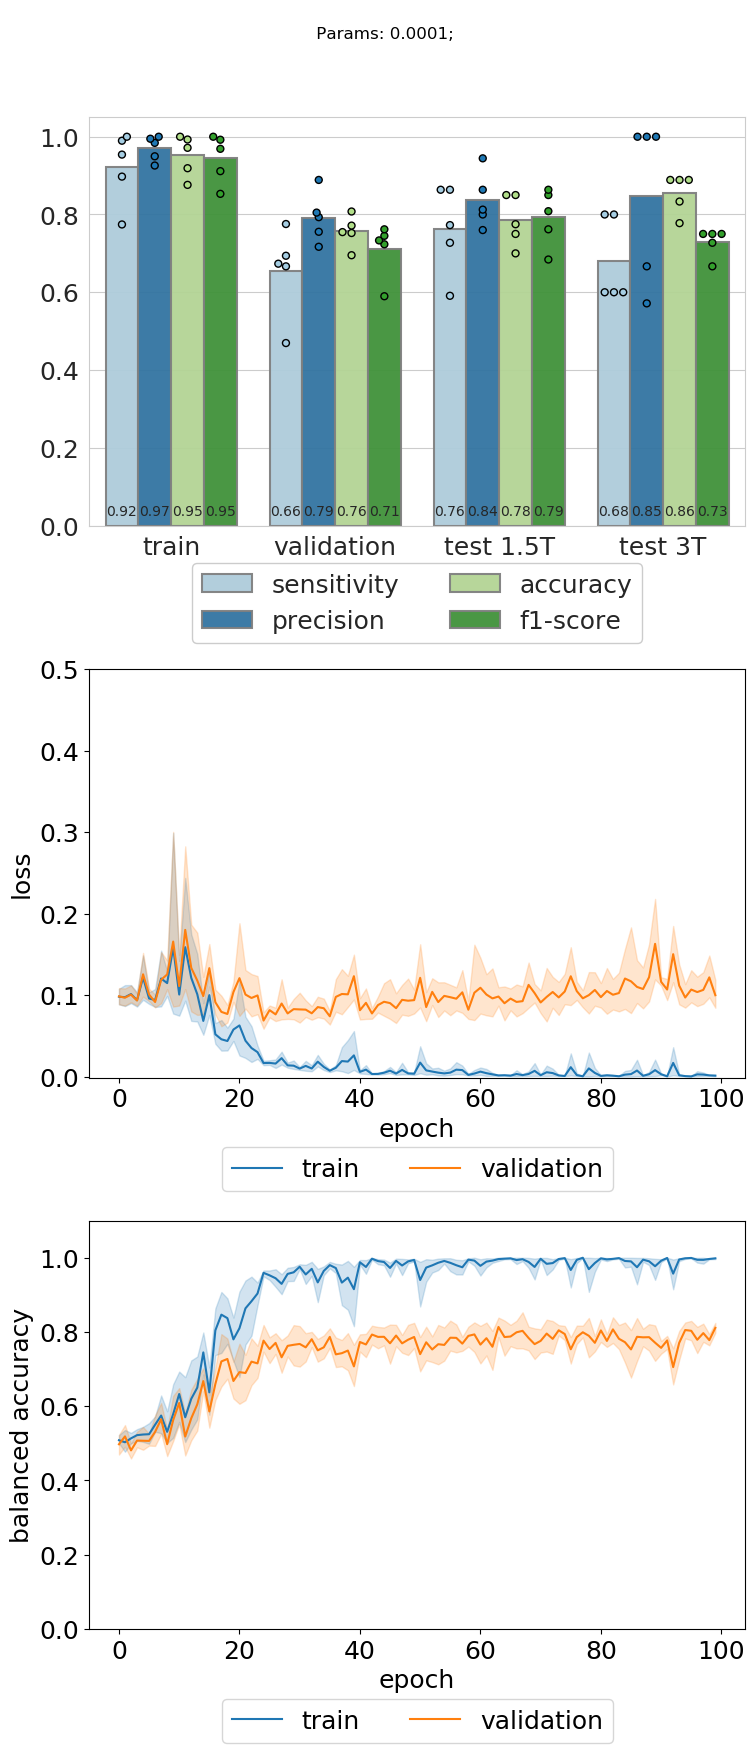 Params: 0.0001;
1.0
0.8
0.6
0.4
0.2
0.0
0.92 0.97 0.95 0.95 0.66 0.79 0.76 0.71 0.76 0.84 0.78 0.79 0.68 0.85 0.86 0.73
train validation test 1.5T test 3T
sensitivity accuracy
precision f1-score
0.5
0.4
0.3
0.2
0.1
0.0
loss
0 20 40 60 80 100
epoch
train validation
1.0
0.8
0.6
0.4
0.2
0.0
balanced accuracy
0 20 40 60 80 100
epoch
train validation